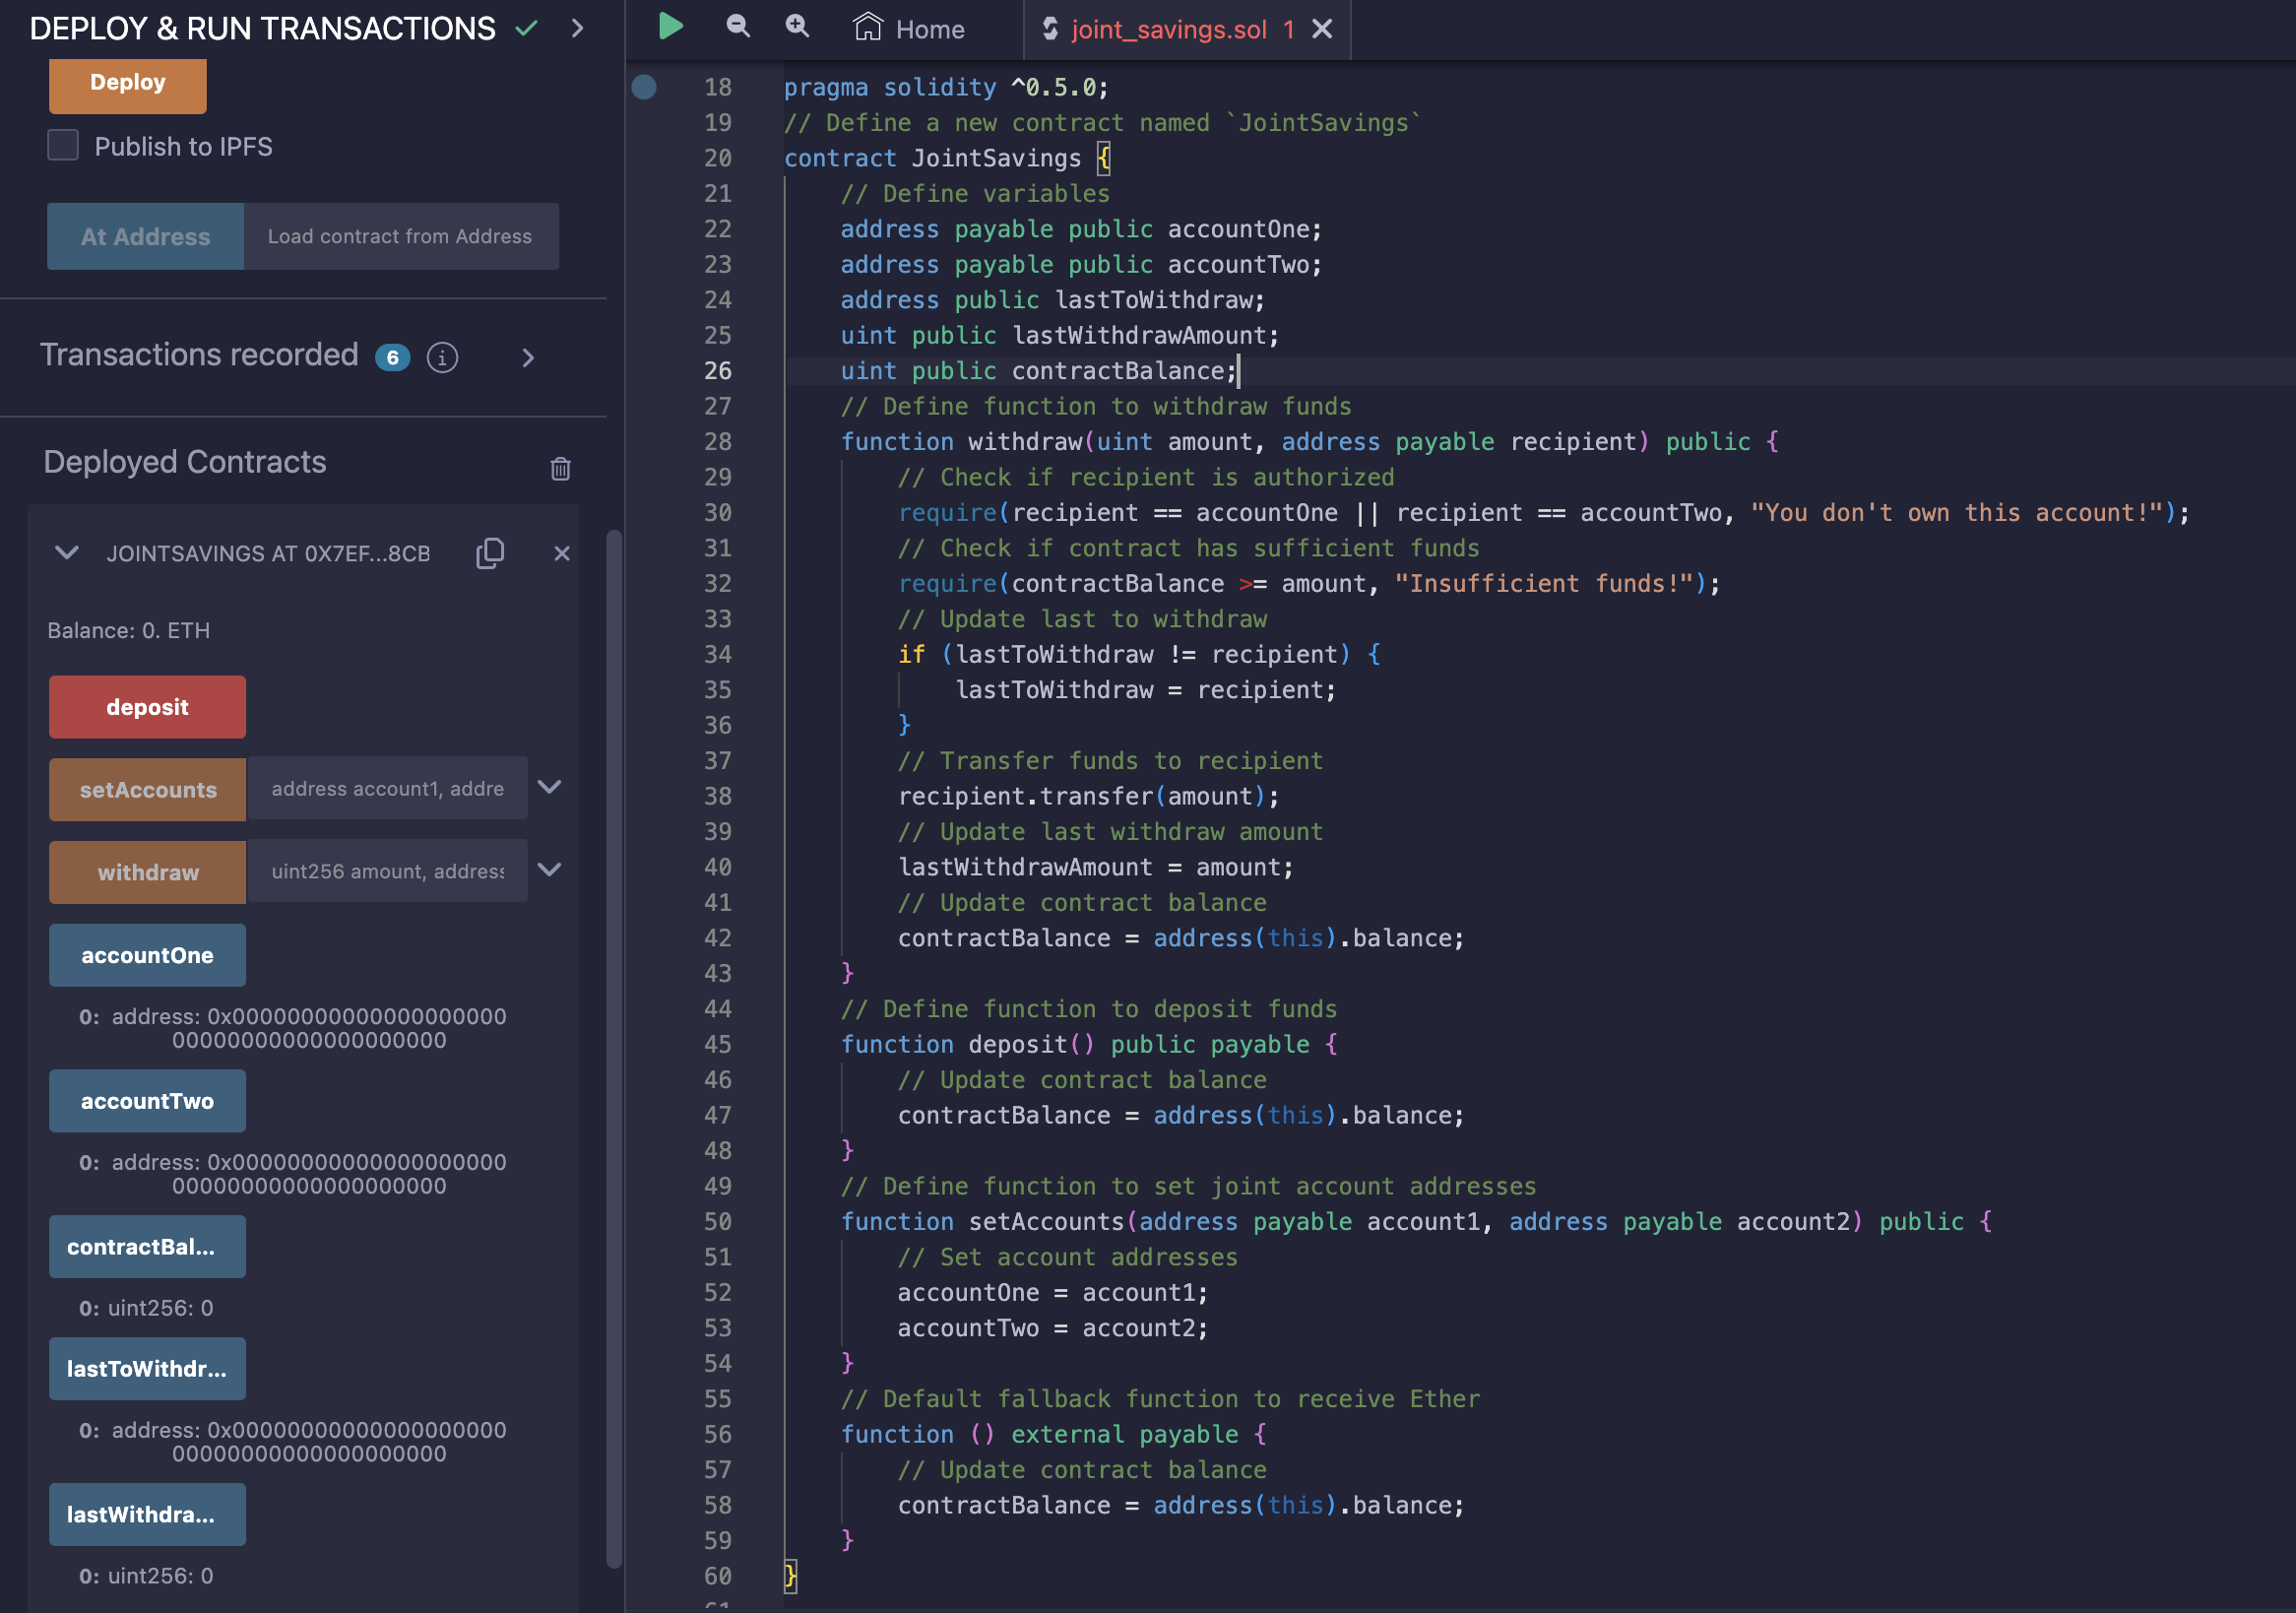 DEPLOY & RUN TRANSACTIONS
Deploy
Publish to IPFS
At Address
Load contract from Address
Transactions recorded 6 i
Deployed Contracts
JOINTSAVINGS AT 0X7EF...8CB
Balance: 0. ETH
deposit
setAccounts
address account1, addre
withdraw
uint256 amount, address
accountOne
0: address: 0x00000000000000000000
00000000000000000000
accountTwo
0: address: 0x00000000000000000000
00000000000000000000
contractBal...
0: uint256: 0
lastToWithdr...
0: address: 0x00000000000000000000
00000000000000000000
lastWithdra...
0: uint256: 0
Home
joint_savings.sol 1
18 pragma solidity ^0.5.0;
19 // Define a new contract named `JointSavings`
20 contract JointSavings {
21 // Define variables
22 address payable public accountOne;
23 address payable public accountTwo;
24 address public lastToWithdraw;
25 uint public lastWithdrawAmount;
26 uint public contractBalance;
27 // Define function to withdraw funds
28 function withdraw(uint amount, address payable recipient) public {
29 // Check if recipient is authorized
30 require(recipient == accountOne || recipient == accountTwo, "You don't own this account!");
31 // Check if contract has sufficient funds
32 require(contractBalance >= amount, "Insufficient funds!");
33 // Update last to withdraw
34 if (lastToWithdraw != recipient) {
35 lastToWithdraw = recipient;
36 }
37 // Transfer funds to recipient
38 recipient.transfer(amount);
39 // Update last withdraw amount
40 lastWithdrawAmount = amount;
41 // Update contract balance
42 contractBalance = address(this).balance;
43 }
44 // Define function to deposit funds
45 function deposit() public payable {
46 // Update contract balance
47 contractBalance = address(this).balance;
48 }
49 // Define function to set joint account addresses
50 function setAccounts(address payable account1, address payable account2) public {
51 // Set account addresses
52 accountOne = account1;
53 accountTwo = account2;
54 }
55 // Default fallback function to receive Ether
56 function () external payable {
57 // Update contract balance
58 contractBalance = address(this).balance;
59 }
60 }